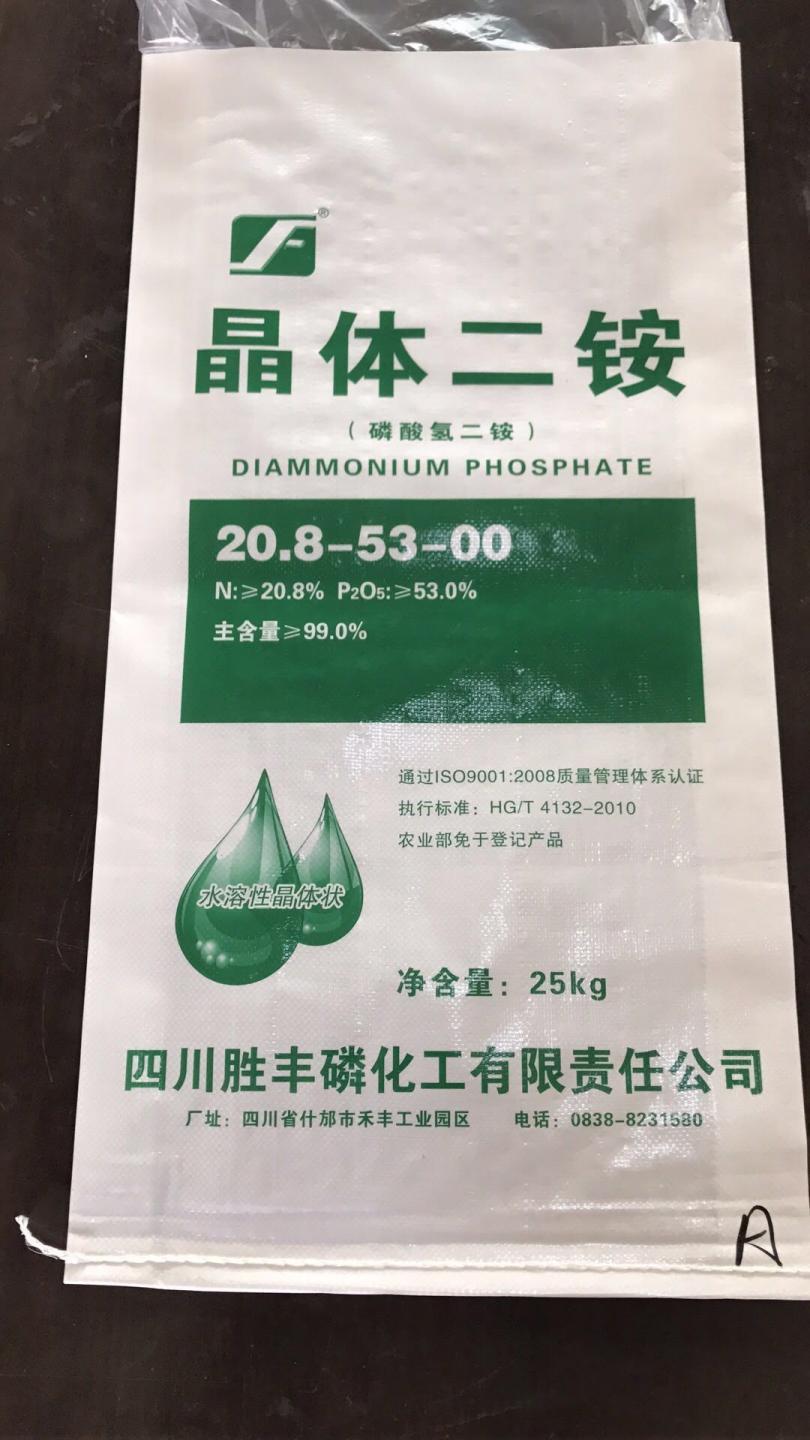 ®
晶体二铵
（磷酸氢二铵）
DIAMMONIUM PHOSPHATE
20.8-53-00
N:≥20.8% P₂O₅:≥53.0%
主含量≥99.0%
通过ISO9001:2008质量管理体系认证
执行标准：HG/T 4132-2010
农业部免于登记产品
水溶性晶体状
净含量：25kg
四川胜丰磷化工有限责任公司
厂址：四川省什邡市禾丰工业园区 电话：0838-8231580
A